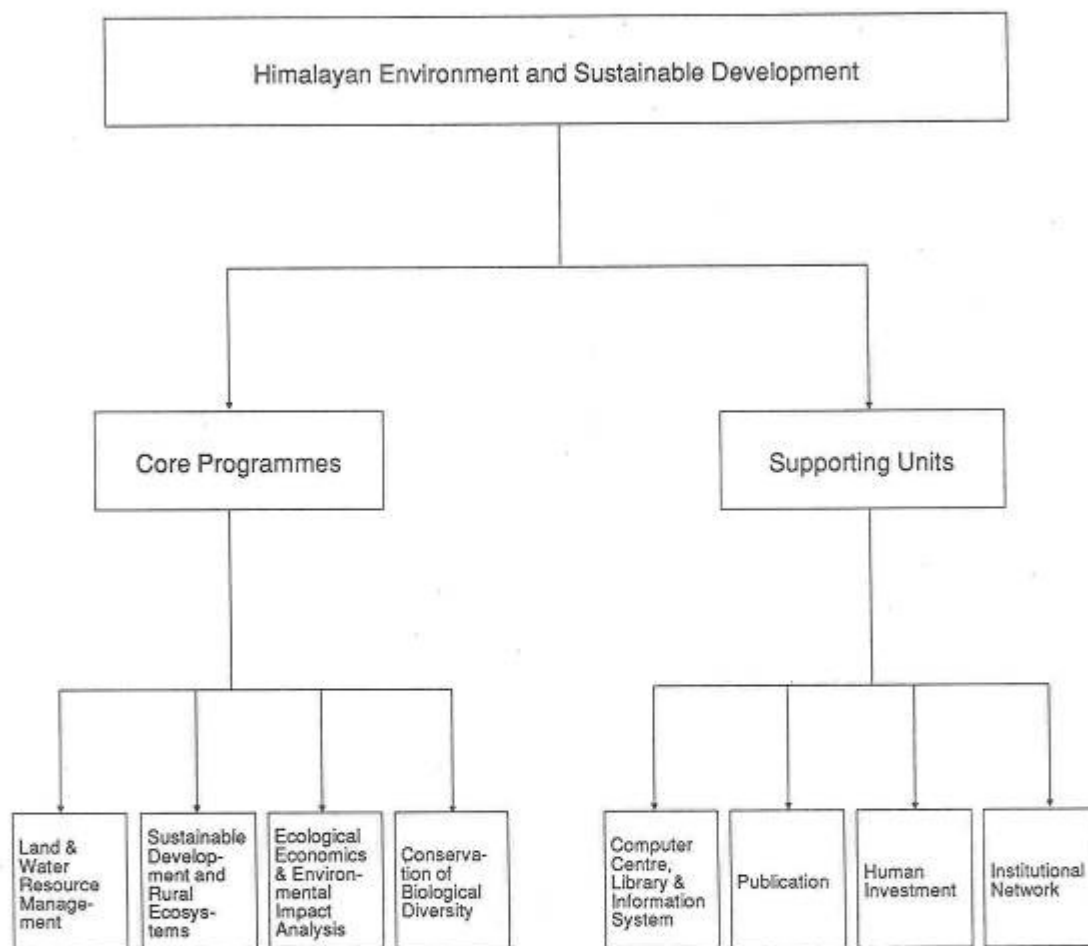 Himalayan Environment and Sustainable Development
Core Programmes
Supporting Units
Land &
Water
Resource
Manage-
ment
Sustainable
Develop-
ment and
Rural
Ecosys-
tems
Ecological
Economics
& Environ-
mental
Impact
Analysis
Conserva-
tion of
Biological
Diversity
Computer
Centre,
Library &
Information
System
Publication
Human
Investment
Institutional
Network